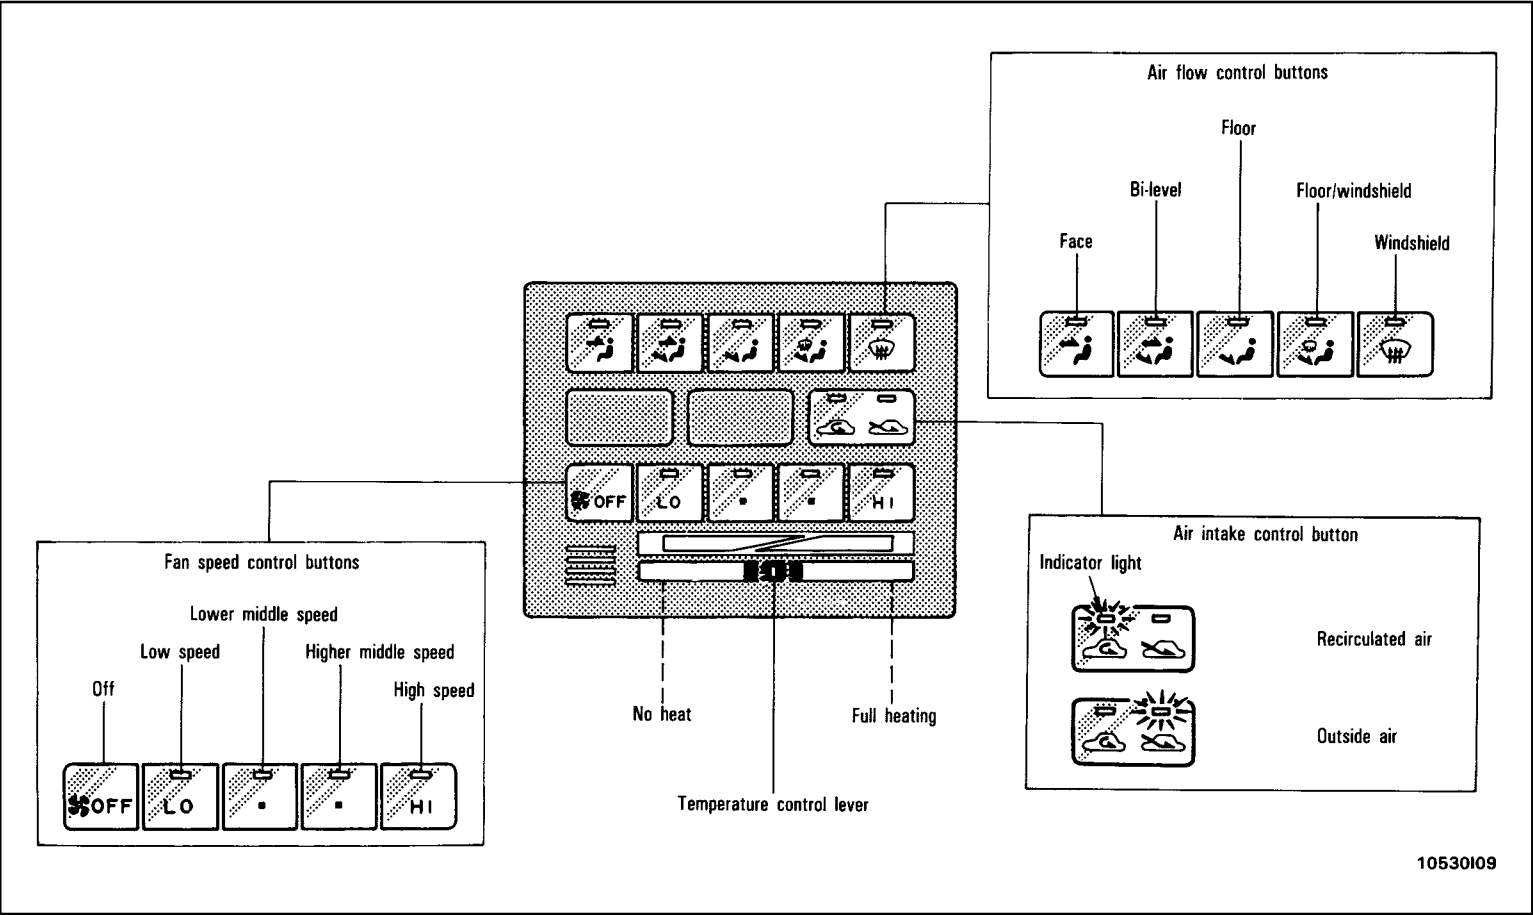 Air flow control buttons
Floor
Bi-level
Floor/windshield
Face
Windshield
OFF
LO
HI
Air intake control button
Indicator light
Recirculated air
Outside air
Fan speed control buttons
Lower middle speed
Low speed
Higher middle speed
Off
High speed
OFF
LO
HI
No heat
Full heating
Temperature control lever
10530I09